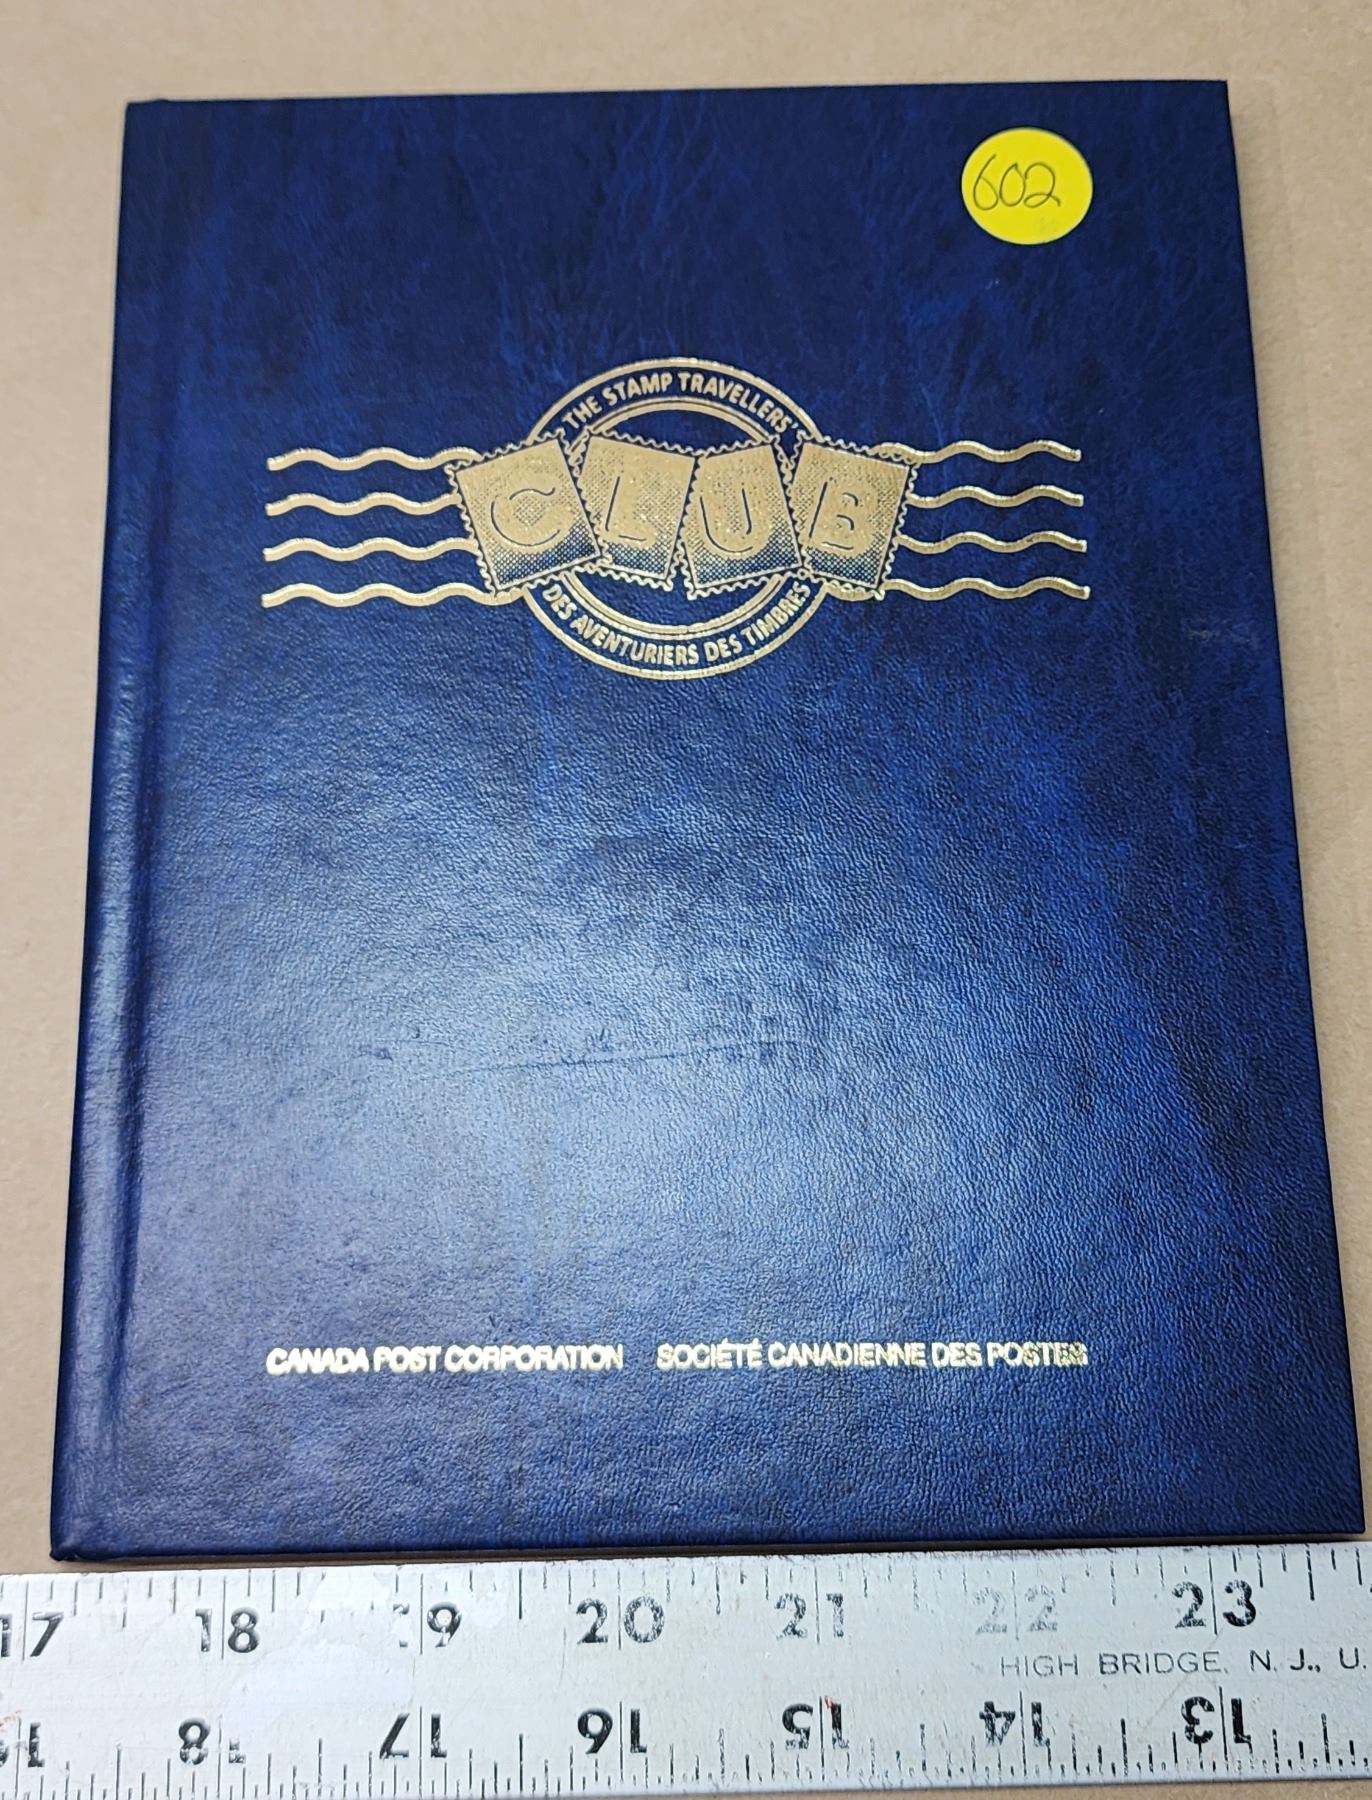 602
THE STAMP TRAVELLERS'
CLUB
DES AVENTURIERS DES TIMBRES
CANADA POST CORPORATION SOCIÉTÉ CANADIENNE DES POSTES
17 18 19 20 21 22 23
HIGH BRIDGE, N. J., U.
18 17 16 15 14 13